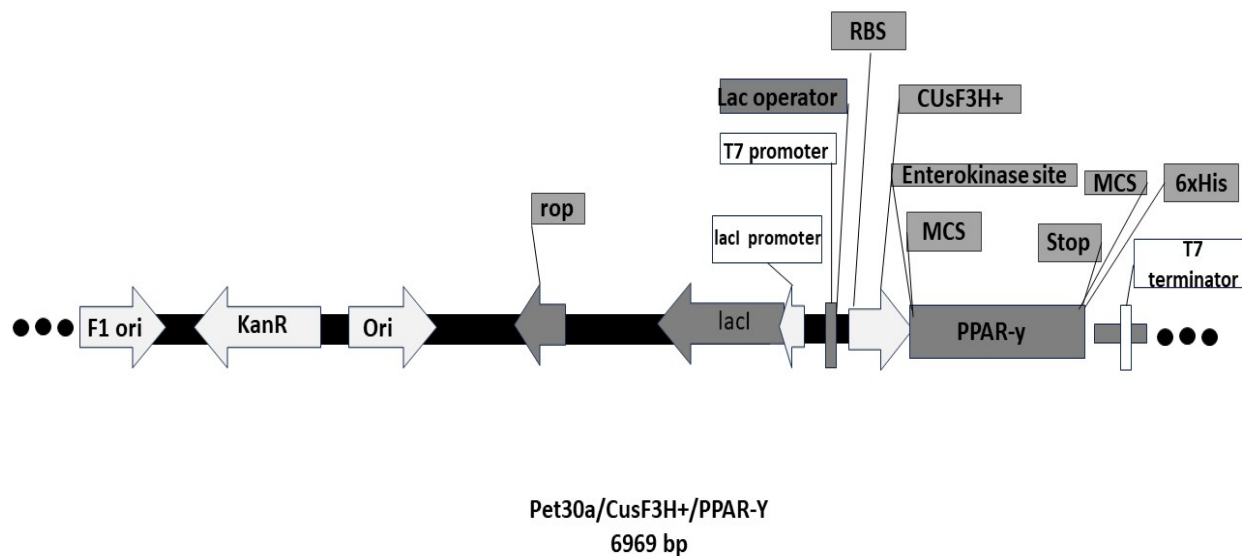 RBS
Lac operator
CUsF3H+
T7 promoter
Enterokinase site
MCS
6xHis
rop
lacI promoter
MCS
Stop
T7
terminator
F1 ori
KanR
Ori
lacI
PPAR-y
Pet30a/CusF3H+/PPAR-Y
6969 bp